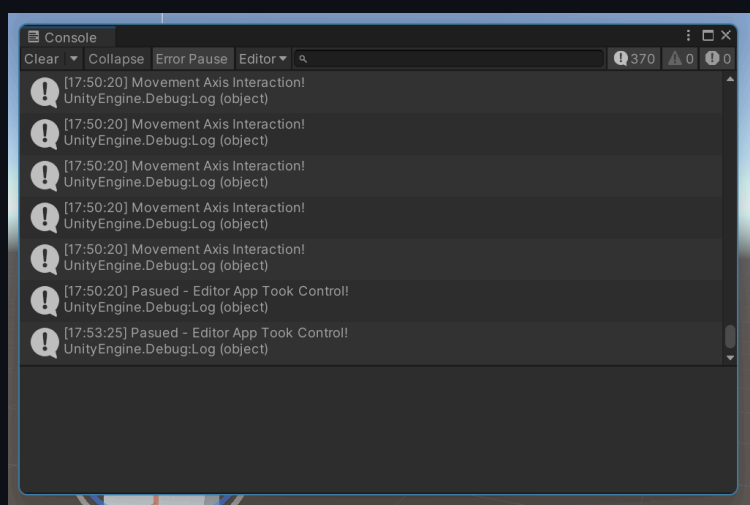 Console
Clear Collapse Error Pause Editor 370 0 0
[17:50:20] Movement Axis Interaction!
UnityEngine.Debug:Log (object)
[17:50:20] Movement Axis Interaction!
UnityEngine.Debug:Log (object)
[17:50:20] Movement Axis Interaction!
UnityEngine.Debug:Log (object)
[17:50:20] Movement Axis Interaction!
UnityEngine.Debug:Log (object)
[17:50:20] Movement Axis Interaction!
UnityEngine.Debug:Log (object)
[17:50:20] Pasued - Editor App Took Control!
UnityEngine.Debug:Log (object)
[17:53:25] Pasued - Editor App Took Control!
UnityEngine.Debug:Log (object)